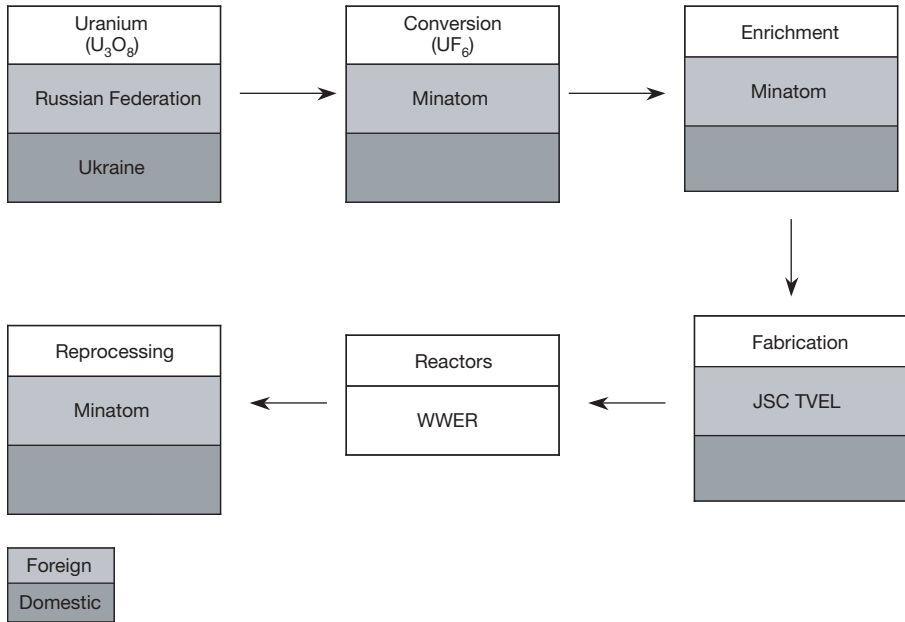 Uranium
(U₃O₈)
Russian Federation
Ukraine
Conversion
(UF₆)
Minatom
Enrichment
Minatom
Fabrication
JSC TVEL
Reactors
WWER
Reprocessing
Minatom
Foreign
Domestic